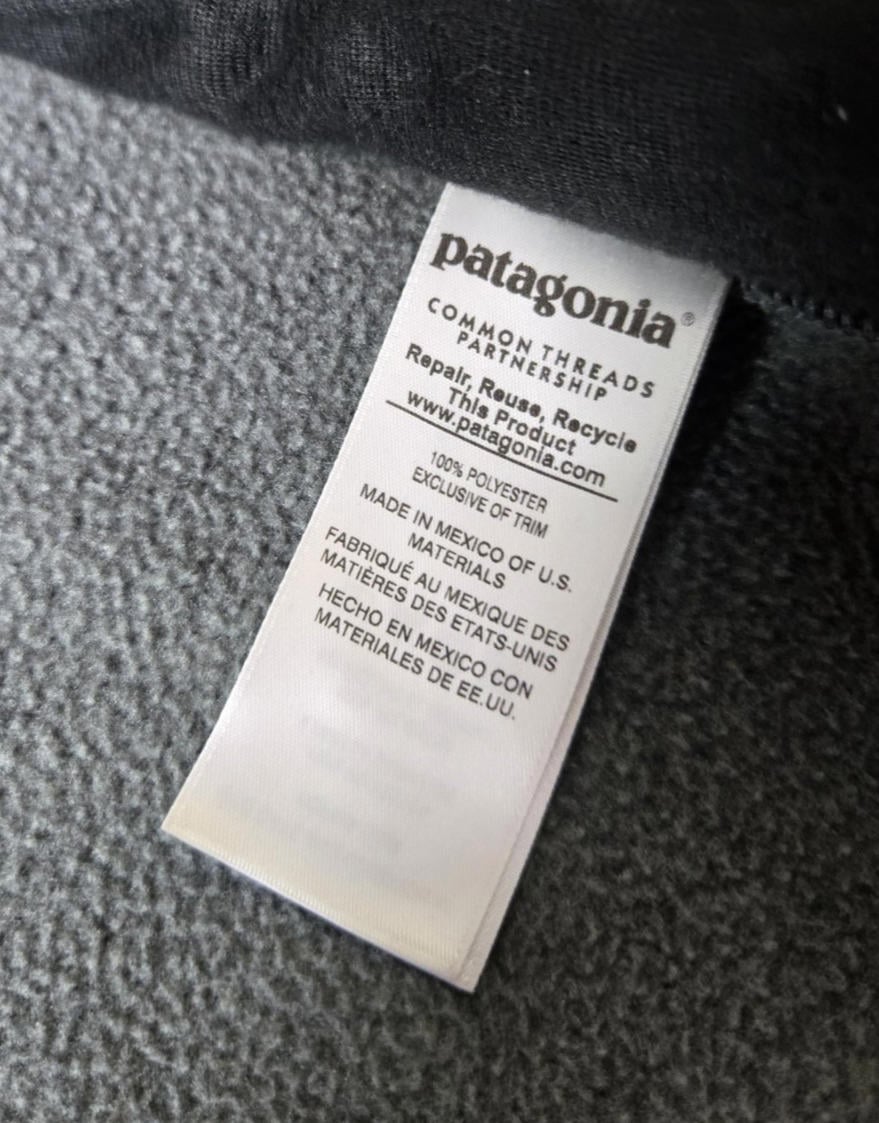 patagonia®
COMMON THREADS
PARTNERSHIP
Repair, Reuse, Recycle
This Product
www.patagonia.com
100% POLYESTER
EXCLUSIVE OF TRIM
MADE IN MEXICO OF U.S.
MATERIALS
FABRIQUÉ AU MEXIQUE DES
MATIÈRES DES ETATS-UNIS
HECHO EN MEXICO CON
MATERIALES DE EE.UU.